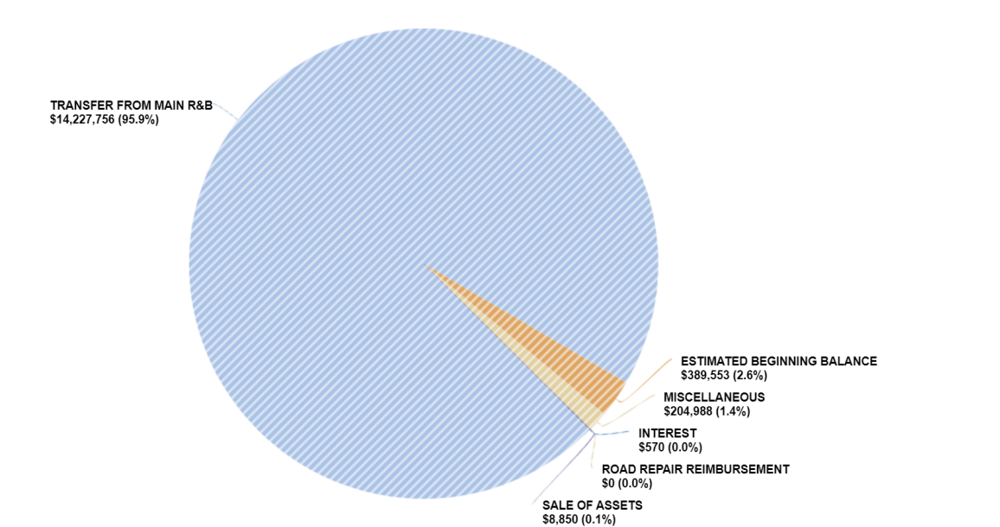 TRANSFER FROM MAIN R&B
$14,227,756 (95.9%)
ESTIMATED BEGINNING BALANCE
$389,553 (2.6%)
MISCELLANEOUS
$204,988 (1.4%)
INTEREST
$570 (0.0%)
ROAD REPAIR REIMBURSEMENT
$0 (0.0%)
SALE OF ASSETS
$8,850 (0.1%)